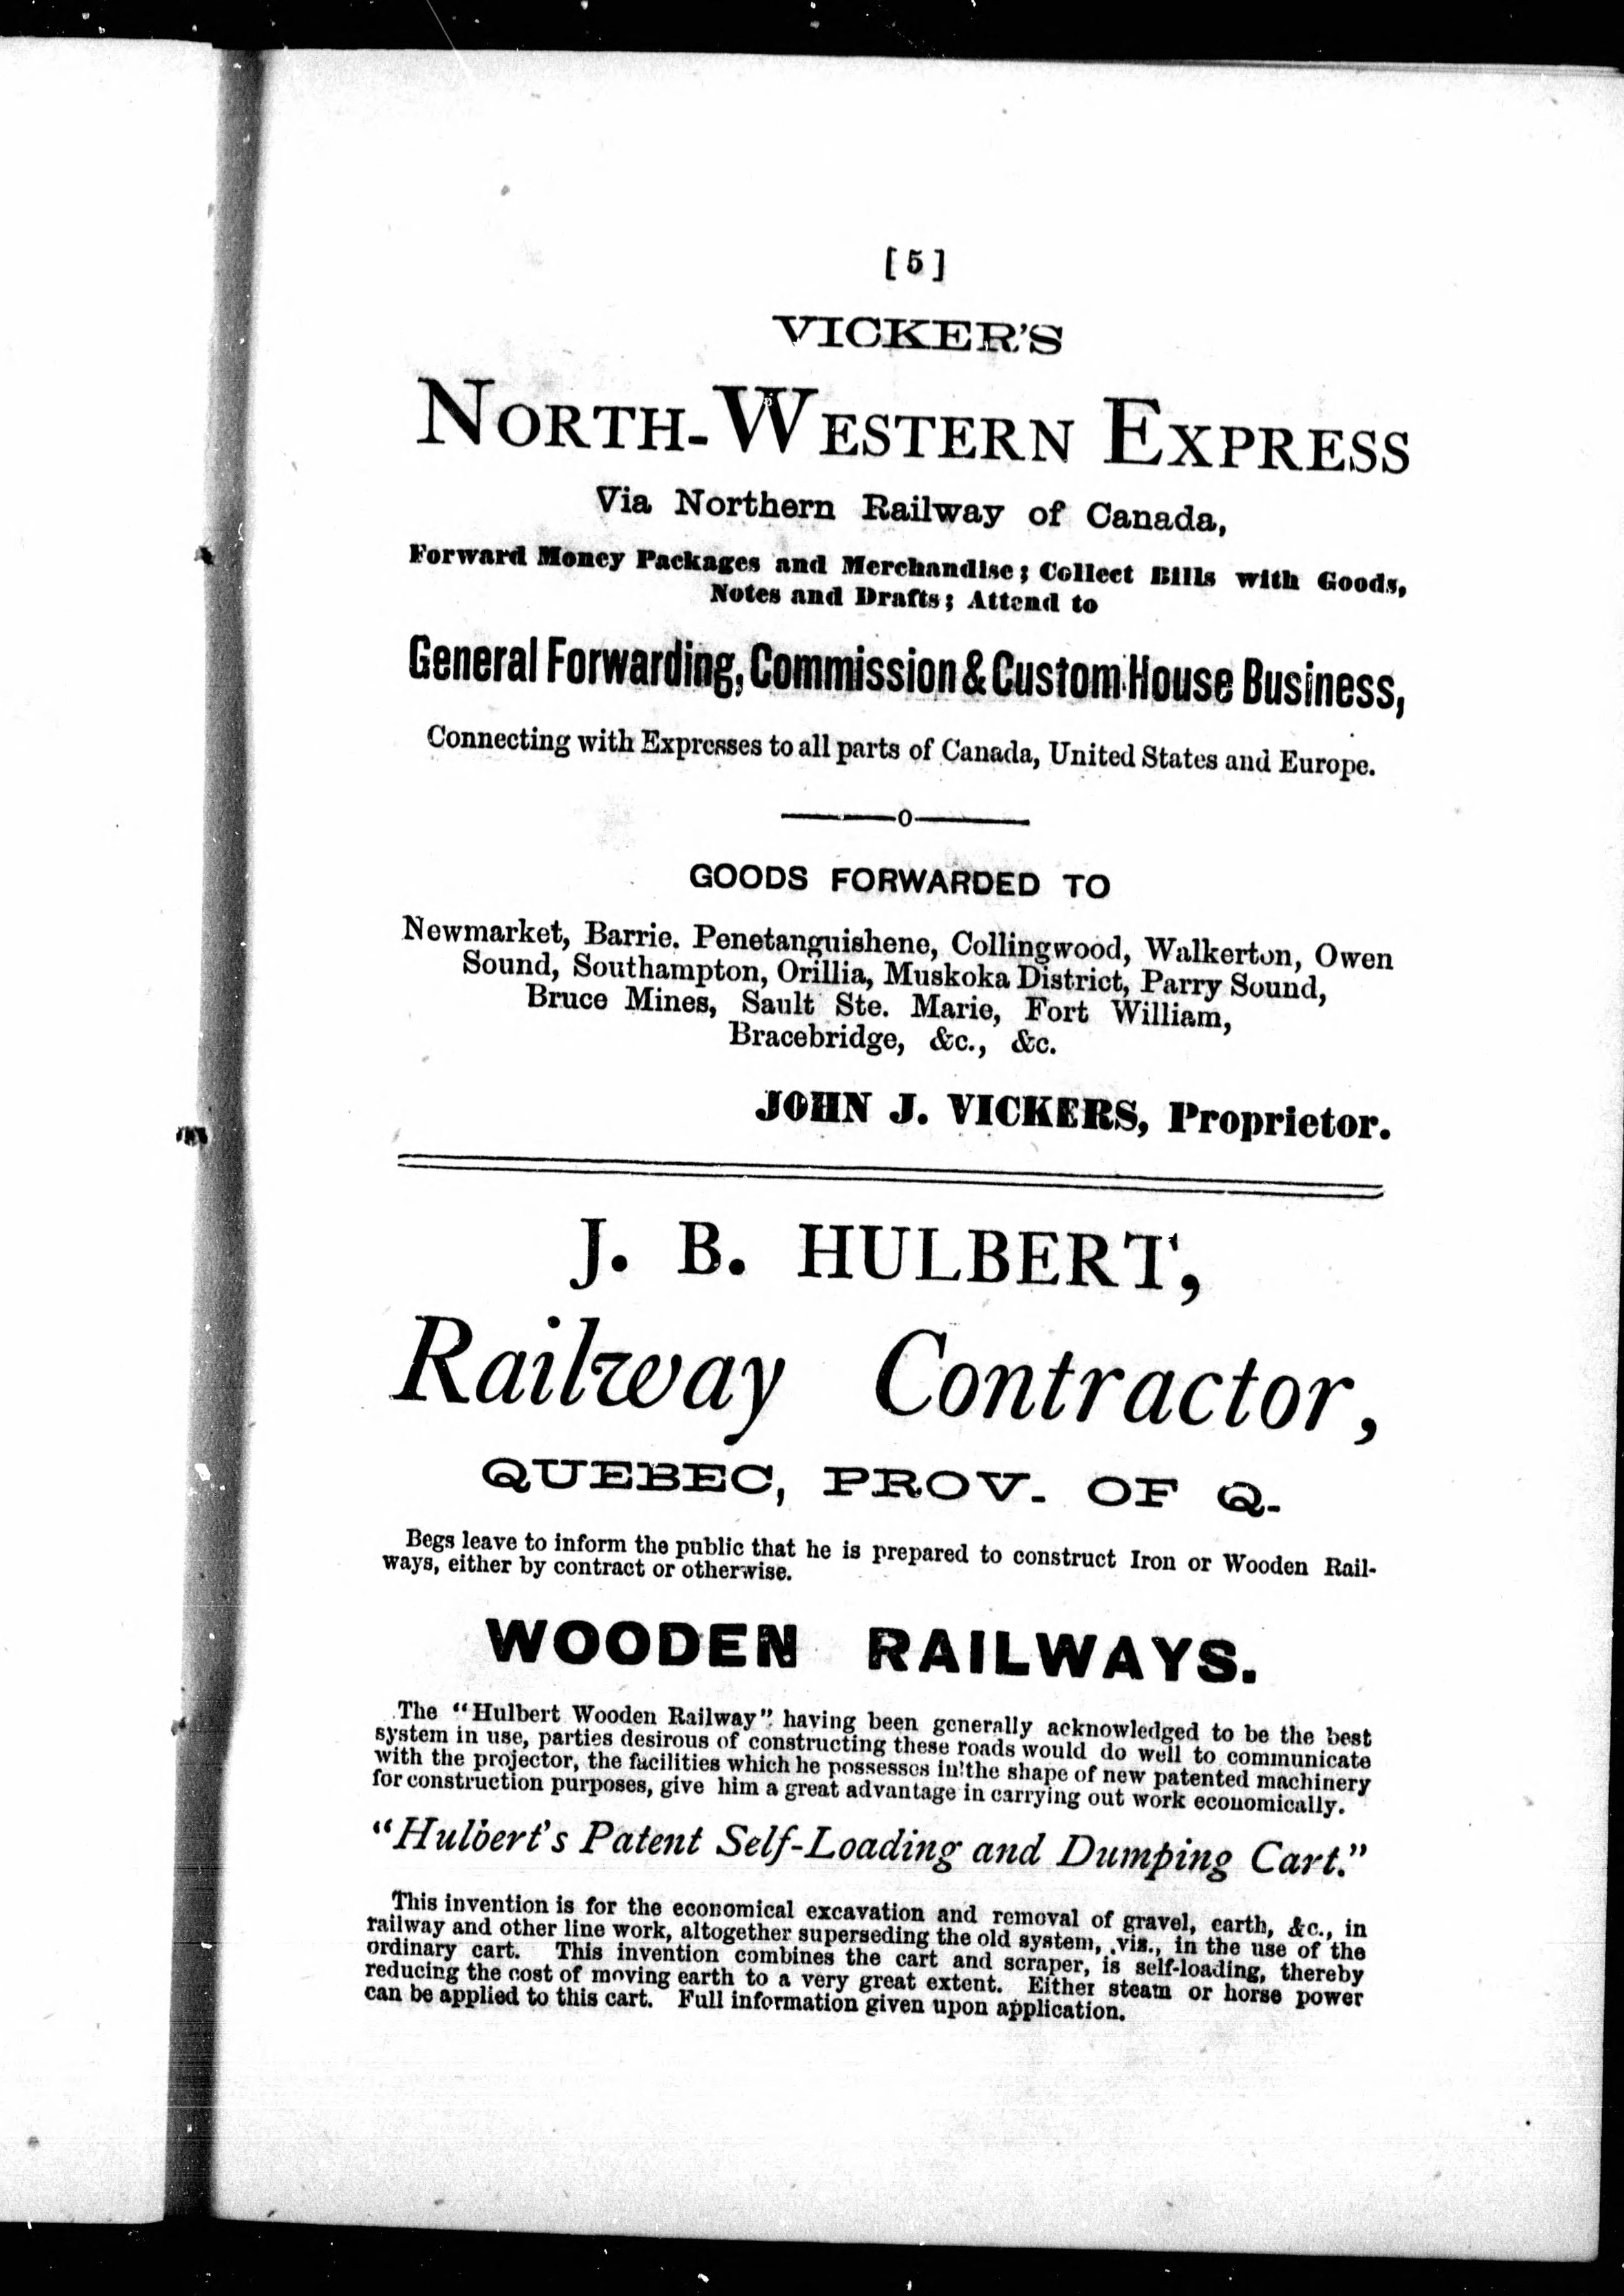 [5]
VICKER'S
NORTH-WESTERN EXPRESS
Via Northern Railway of Canada,
Forward Money Packages and Merchandise; Collect Bills with Goods,
Notes and Drafts; Attend to
General Forwarding, Commission & Custom House Business,
Connecting with Expresses to all parts of Canada, United States and Europe.
o
GOODS FORWARDED TO
Newmarket, Barrie. Penetanguishene, Collingwood, Walkerton, Owen
Sound, Southampton, Orillia, Muskoka District, Parry Sound,
Bruce Mines, Sault Ste. Marie, Fort William,
Bracebridge, &c., &c.
JOHN J. VICKERS, Proprietor.
J. B. HULBERT,
Railway Contractor,
QUEBEC, PROV. OF Q.
Begs leave to inform the public that he is prepared to construct Iron or Wooden Rail-
ways, either by contract or otherwise.
WOODEN RAILWAYS.
The "Hulbert Wooden Railway" having been generally acknowledged to be the best
system in use, parties desirous of constructing these roads would do well to communicate
with the projector, the facilities which he possesses in the shape of new patented machinery
for construction purposes, give him a great advantage in carrying out work economically.
"Hulbert's Patent Self-Loading and Dumping Cart."
This invention is for the economical excavation and removal of gravel, earth, &c., in
railway and other line work, altogether superseding the old system, viz., in the use of the
ordinary cart. This invention combines the cart and scraper, is self-loading, thereby
reducing the cost of moving earth to a very great extent. Either steam or horse power
can be applied to this cart. Full information given upon application.